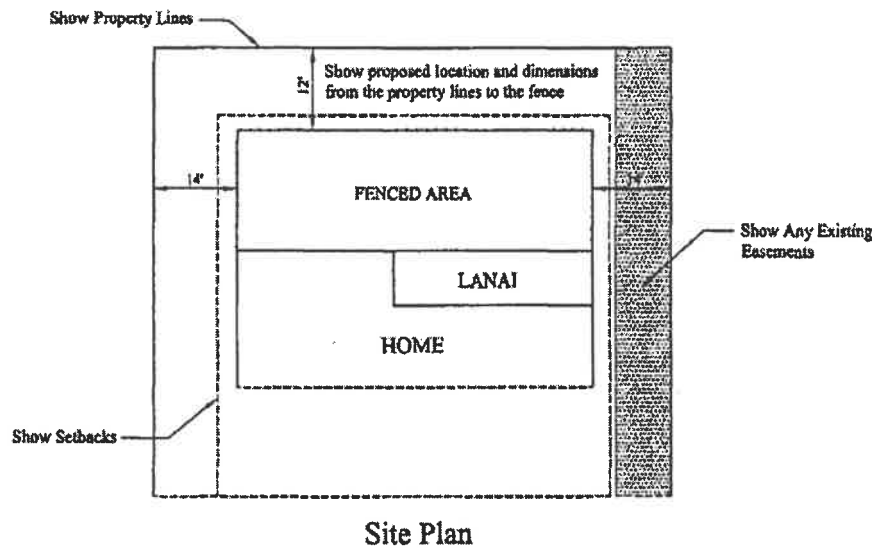 Show Property Lines
12'
Show proposed location and dimensions
from the property lines to the fence
14'
FENCED AREA
14'
Show Any Existing
Easements
LANAI
HOME
Show Setbacks
Site Plan